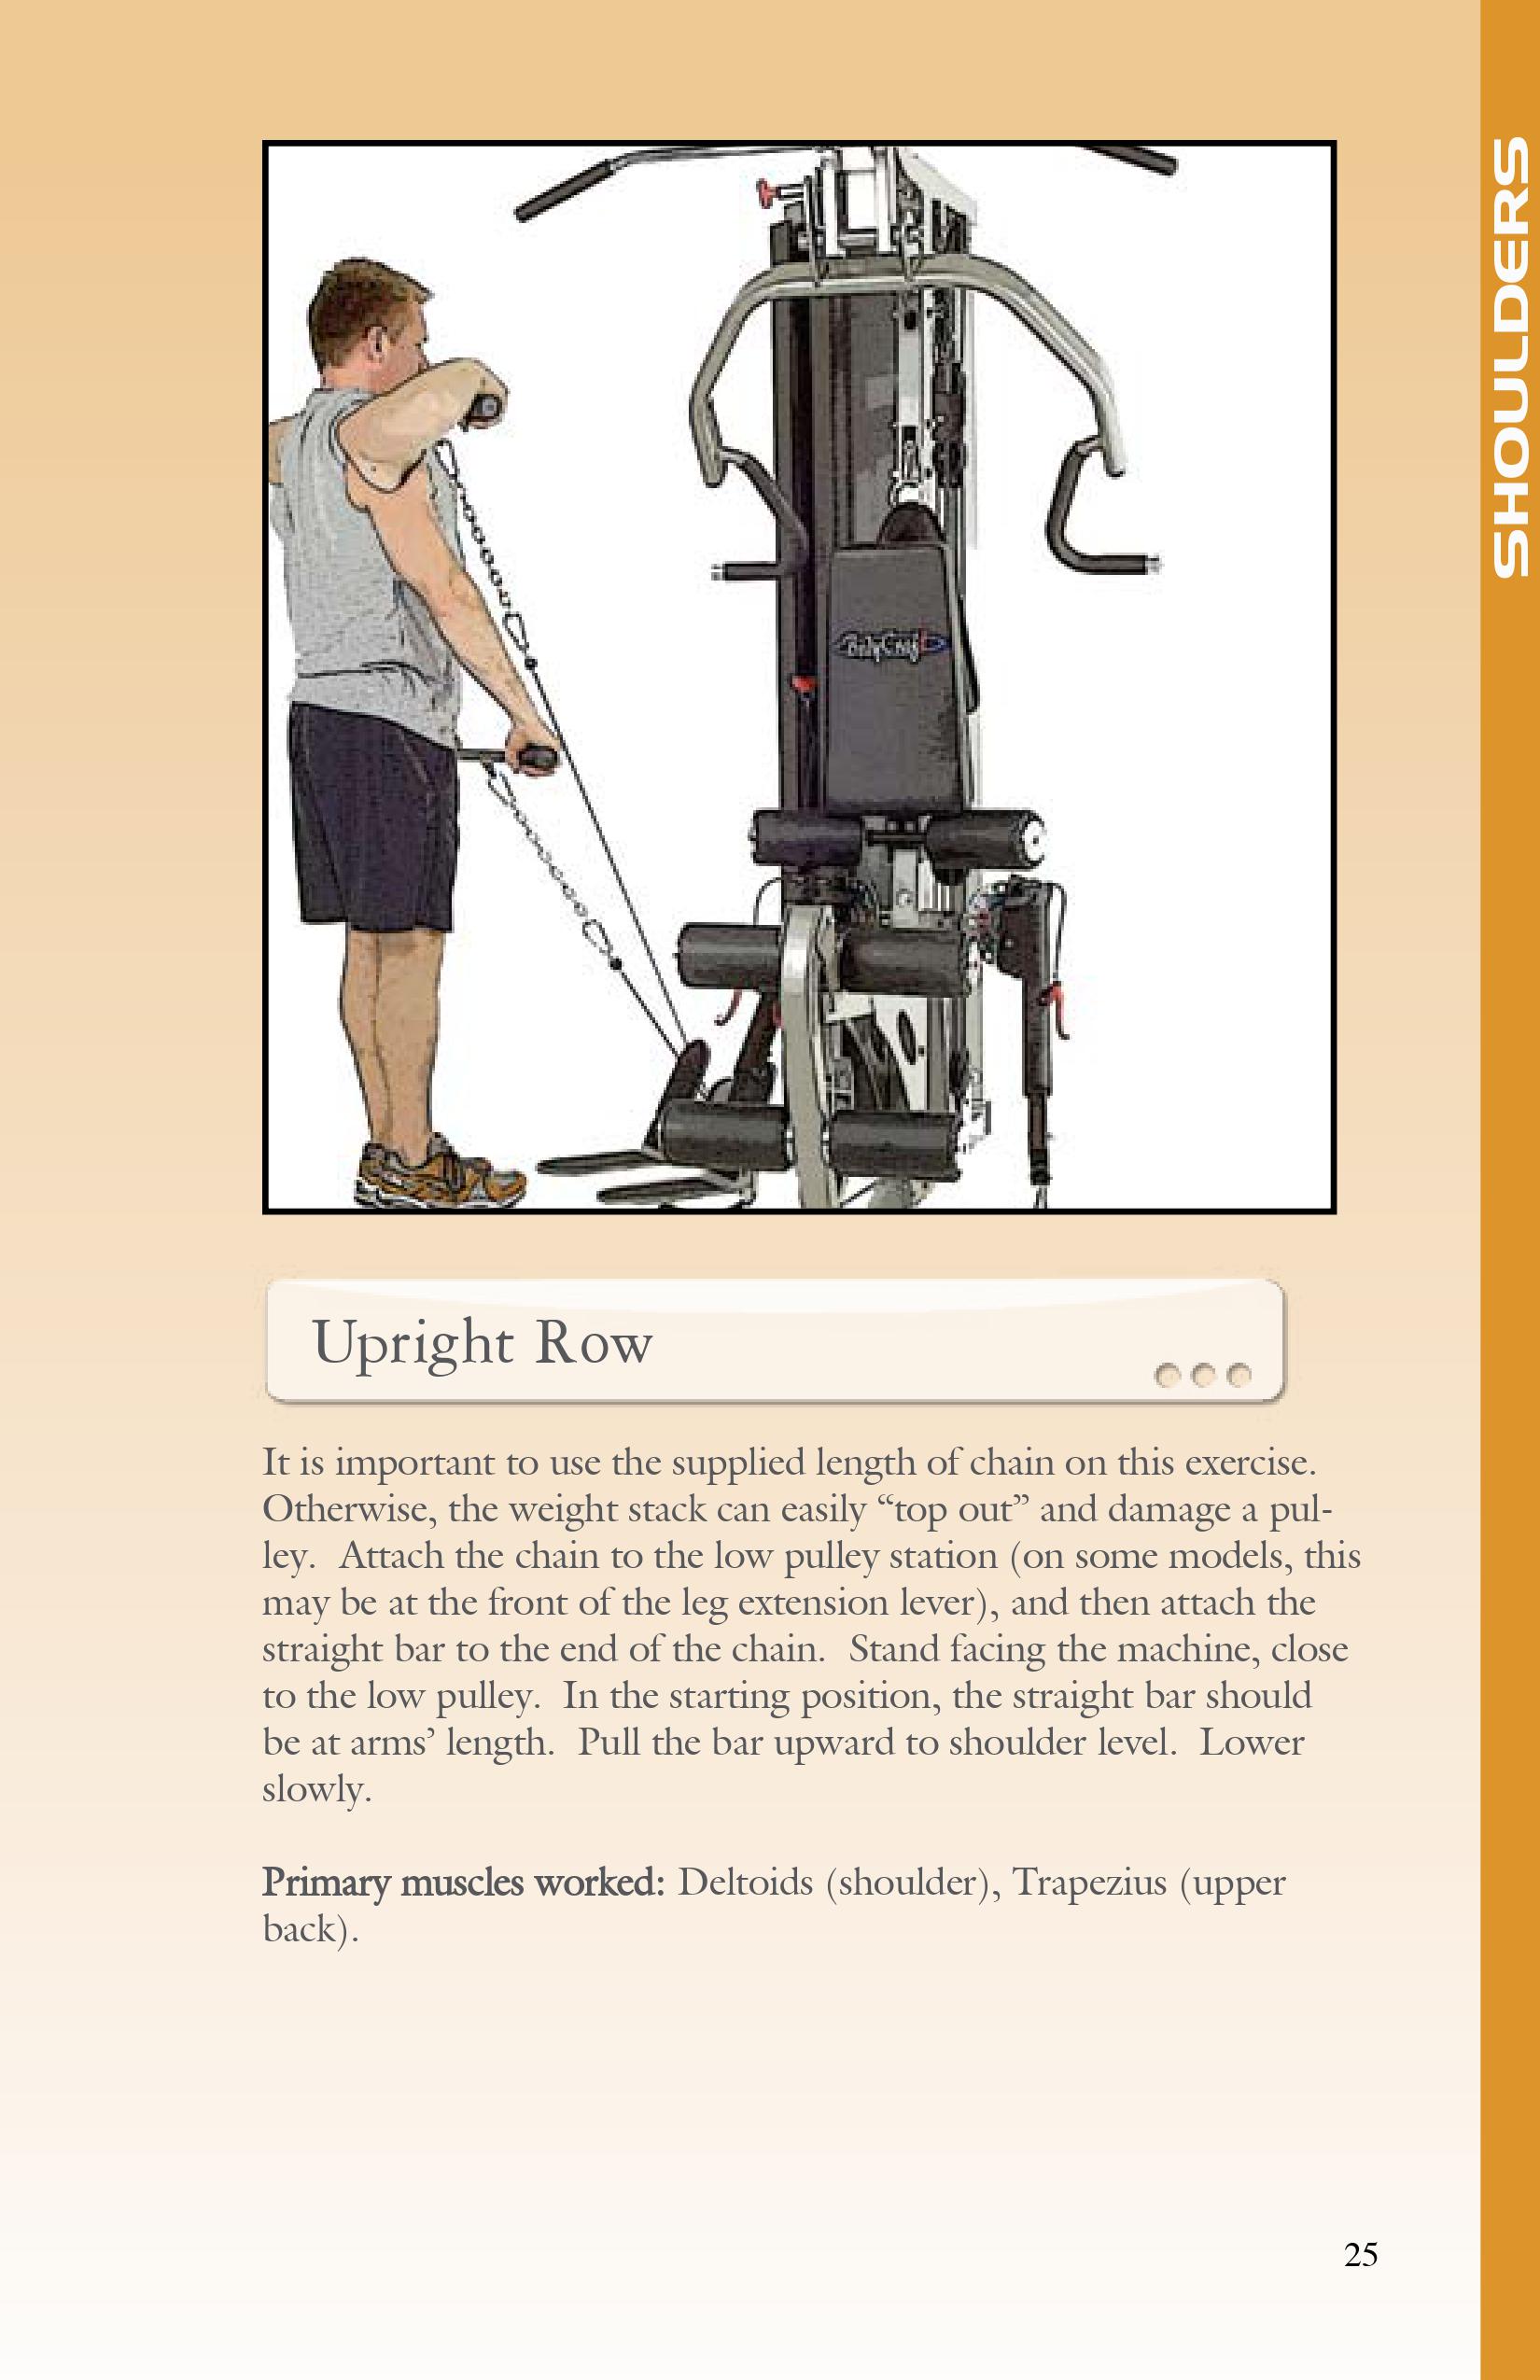 SHOULDERS
BodyCraft
Upright Row
It is important to use the supplied length of chain on this exercise.
Otherwise, the weight stack can easily “top out” and damage a pul-
ley.  Attach the chain to the low pulley station (on some models, this
may be at the front of the leg extension lever), and then attach the
straight bar to the end of the chain.  Stand facing the machine, close
to the low pulley.  In the starting position, the straight bar should
be at arms’ length.  Pull the bar upward to shoulder level.  Lower
slowly.
Primary muscles worked: Deltoids (shoulder), Trapezius (upper
back).
25